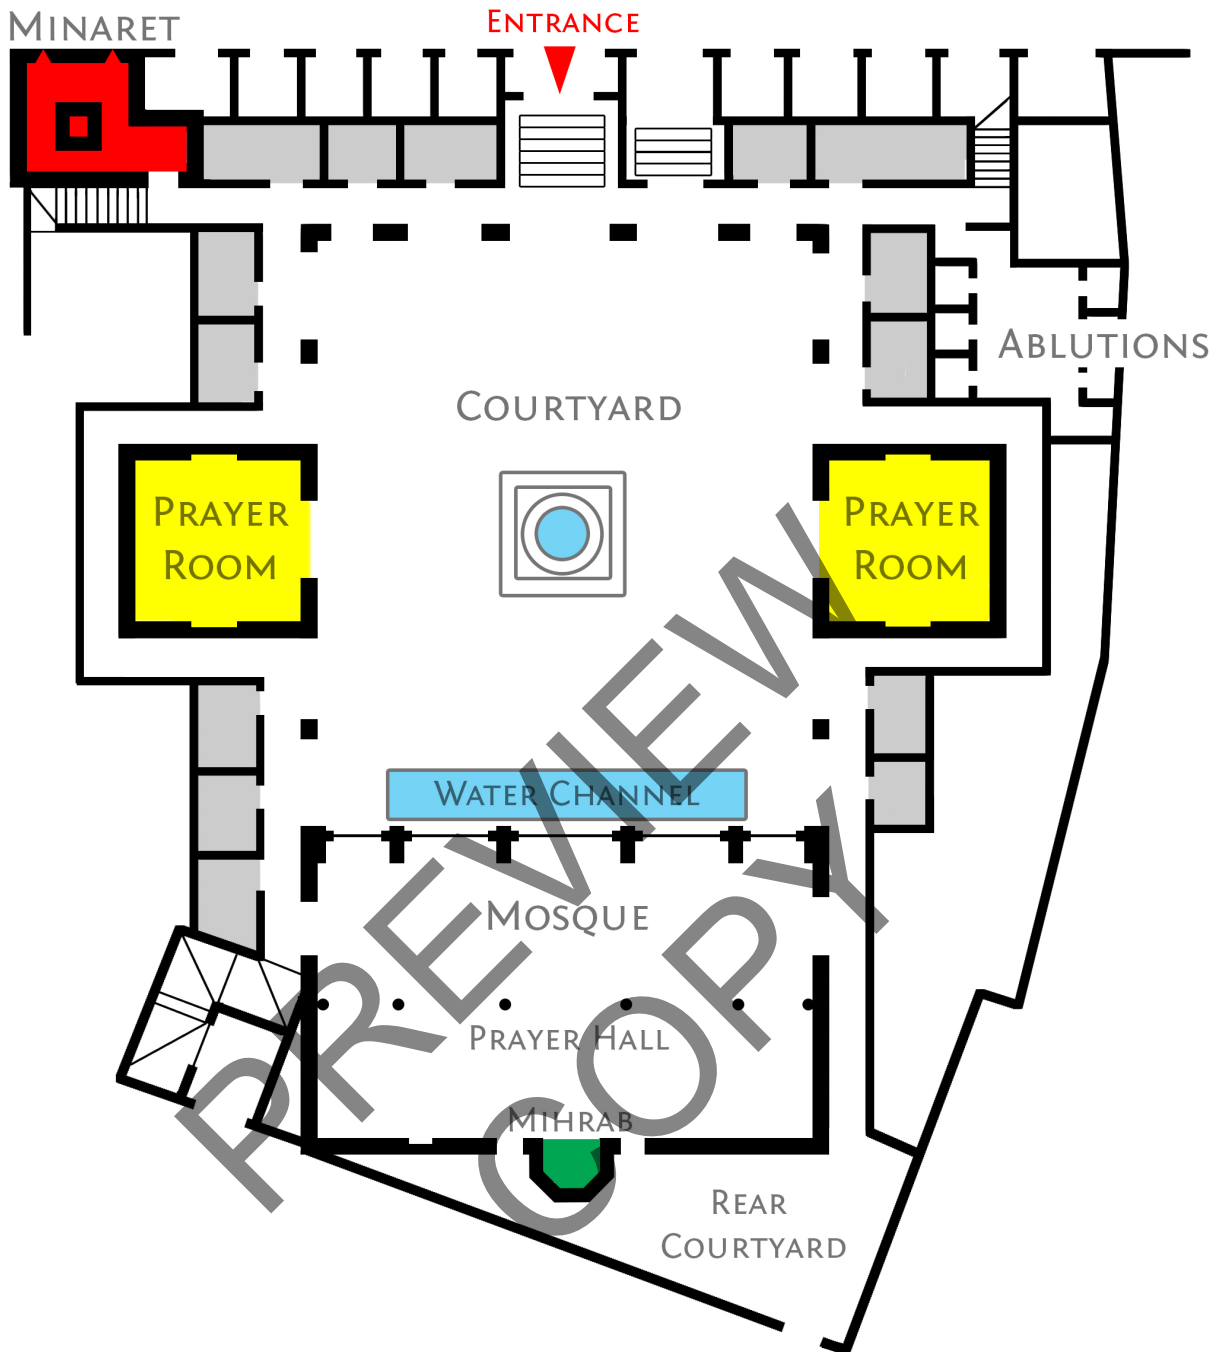 Minaret
Entrance
Ablutions
Courtyard
Prayer
Room
Prayer
Room
Water Channel
Mosque
Prayer Hall
Mihrab
Rear
Courtyard
PREVIEW
COPY